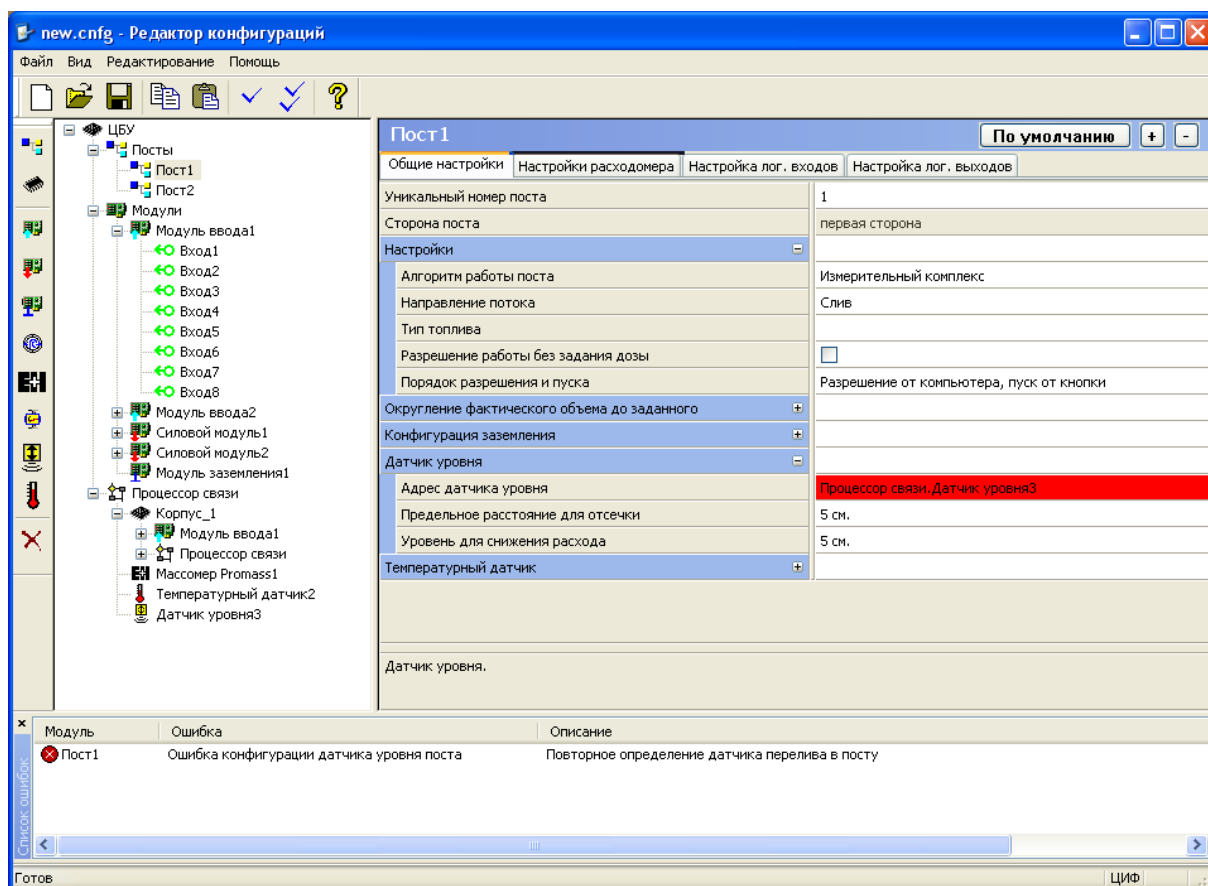 new.cnfg - Редактор конфигураций
Файл Вид Редактирование Помощь
ЦБУ
Посты
Пост1
Пост2
Модули
Модуль ввода1
Вход1
Вход2
Вход3
Вход4
Вход5
Вход6
Вход7
Вход8
Модуль ввода2
Силовой модуль1
Силовой модуль2
Модуль заземления1
Процессор связи
Корпус_1
Модуль ввода1
Процессор связи
Массомер Promass1
Температурный датчик2
Датчик уровня3
Пост1 По умолчанию + -
Общие настройки Настройки расходомера Настройка лог. входов Настройка лог. выходов
Уникальный номер поста 1
Сторона поста первая сторона
Настройки
Алгоритм работы поста Измерительный комплекс
Направление потока Слив
Тип топлива
Разрешение работы без задания дозы
Порядок разрешения и пуска Разрешение от компьютера, пуск от кнопки
Округление фактического объема до заданного
Конфигурация заземления
Датчик уровня
Адрес датчика уровня Процессор связи.Датчик уровня3
Предельное расстояние для отсечки 5 см.
Уровень для снижения расхода 5 см.
Температурный датчик
Датчик уровня.
Список ошибок
Модуль Ошибка Описание
Пост1 Ошибка конфигурации датчика уровня поста Повторное определение датчика перелива в посту
Готов ЦИФ